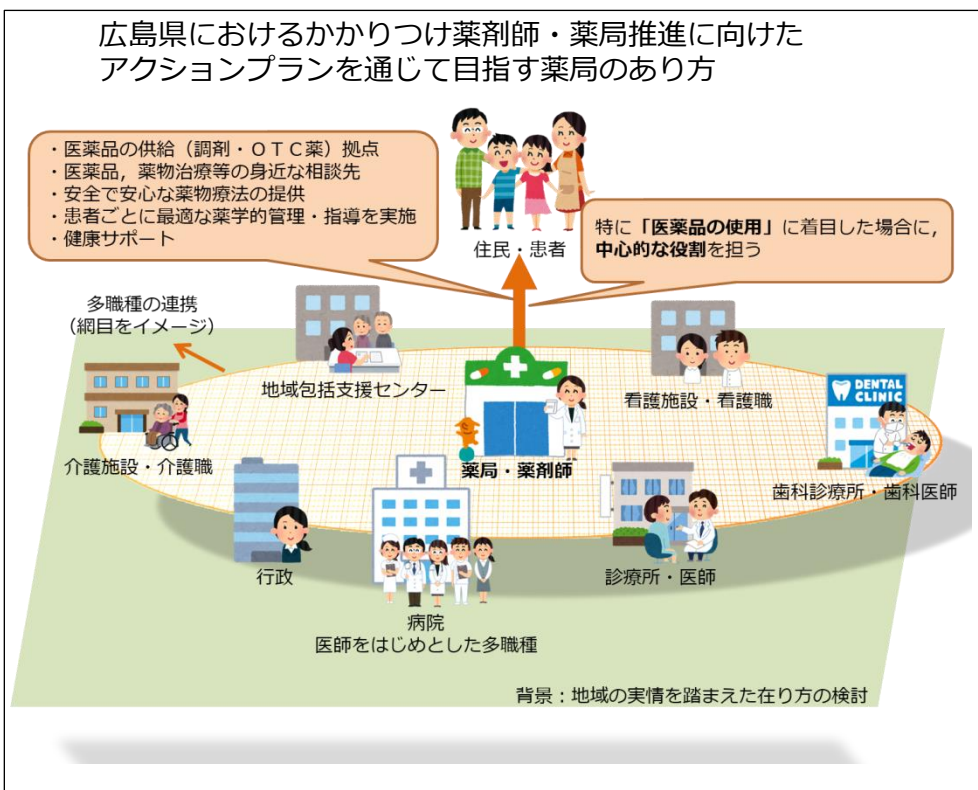 広島県におけるかかりつけ薬剤師・薬局推進に向けた
アクションプランを通じて目指す薬局のあり方
・医薬品の供給（調剤・ＯＴＣ薬）拠点
・医薬品，薬物治療等の身近な相談先
・安全で安心な薬物療法の提供
・患者ごとに最適な薬学的管理・指導を実施
・健康サポート
住民・患者
特に「医薬品の使用」に着目した場合に，
中心的な役割を担う
多職種の連携
（網目をイメージ）
地域包括支援センター
看護施設・看護職
DENTAL
CLINIC
介護施設・介護職
薬局・薬剤師
歯科診療所・歯科医師
行政
診療所・医師
病院
医師をはじめとした多職種
背景：地域の実情を踏まえた在り方の検討